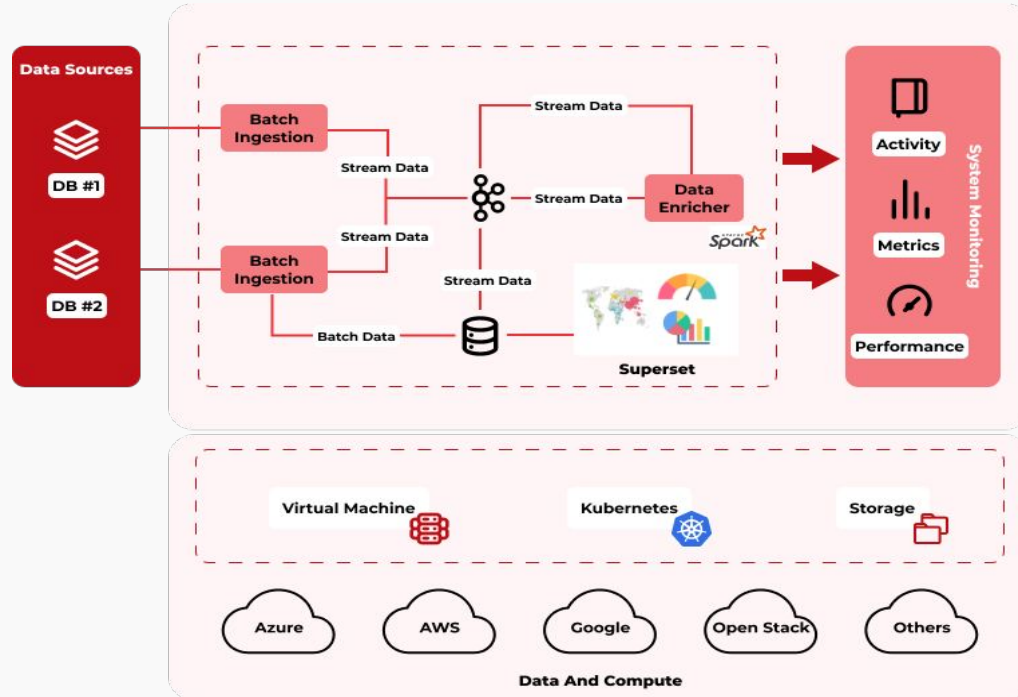 Data Sources
DB #1
DB #2
Batch
Ingestion
Batch
Ingestion
Stream Data
Stream Data
Batch Data
Stream Data
Stream Data
Stream Data
Data
Enricher
APACHE
Spark
Superset
Activity
Metrics
Performance
System Monitoring
Virtual Machine
Kubernetes
Storage
Azure
AWS
Google
Open Stack
Others
Data And Compute